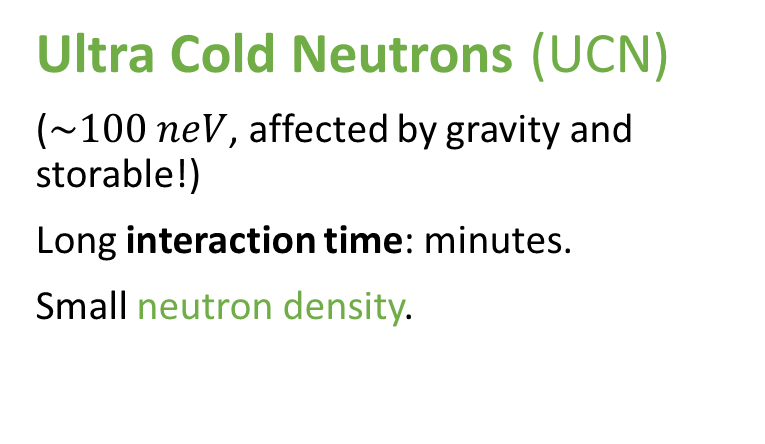 Ultra Cold Neutrons (UCN)
(~100 neV, affected by gravity and
storable!)
Long interaction time: minutes.
Small neutron density.